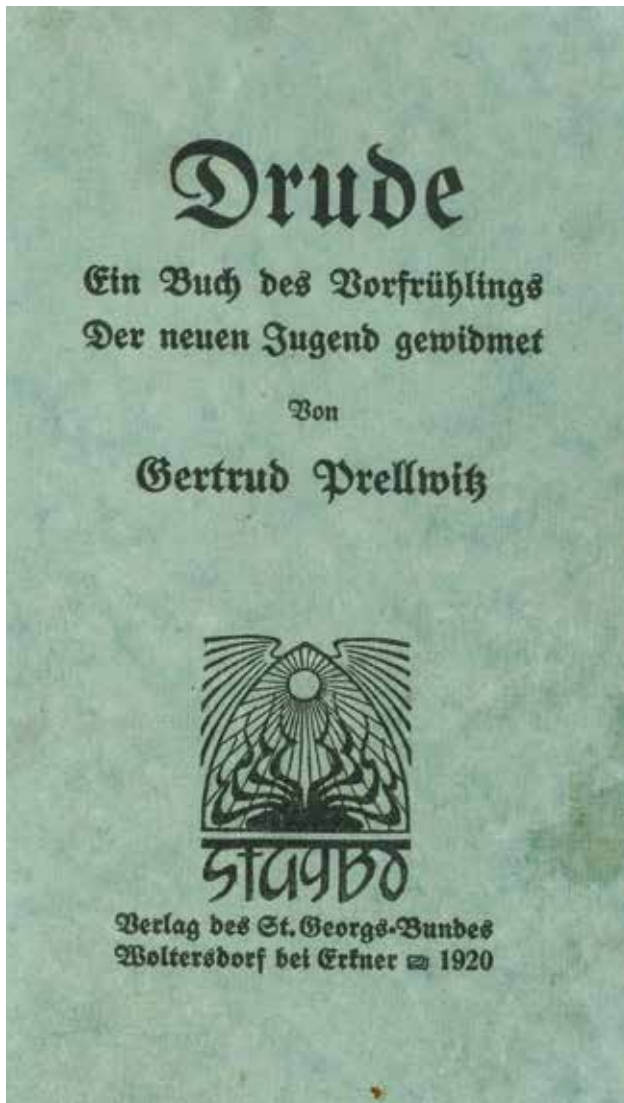 Drude
Ein Buch des Vorfrühlings
Der neuen Jugend gewidmet
Von
Gertrud Prellwitz
StGgBd
Verlag des St. Georgs-Bundes
Woltersdorf bei Erkner 1920